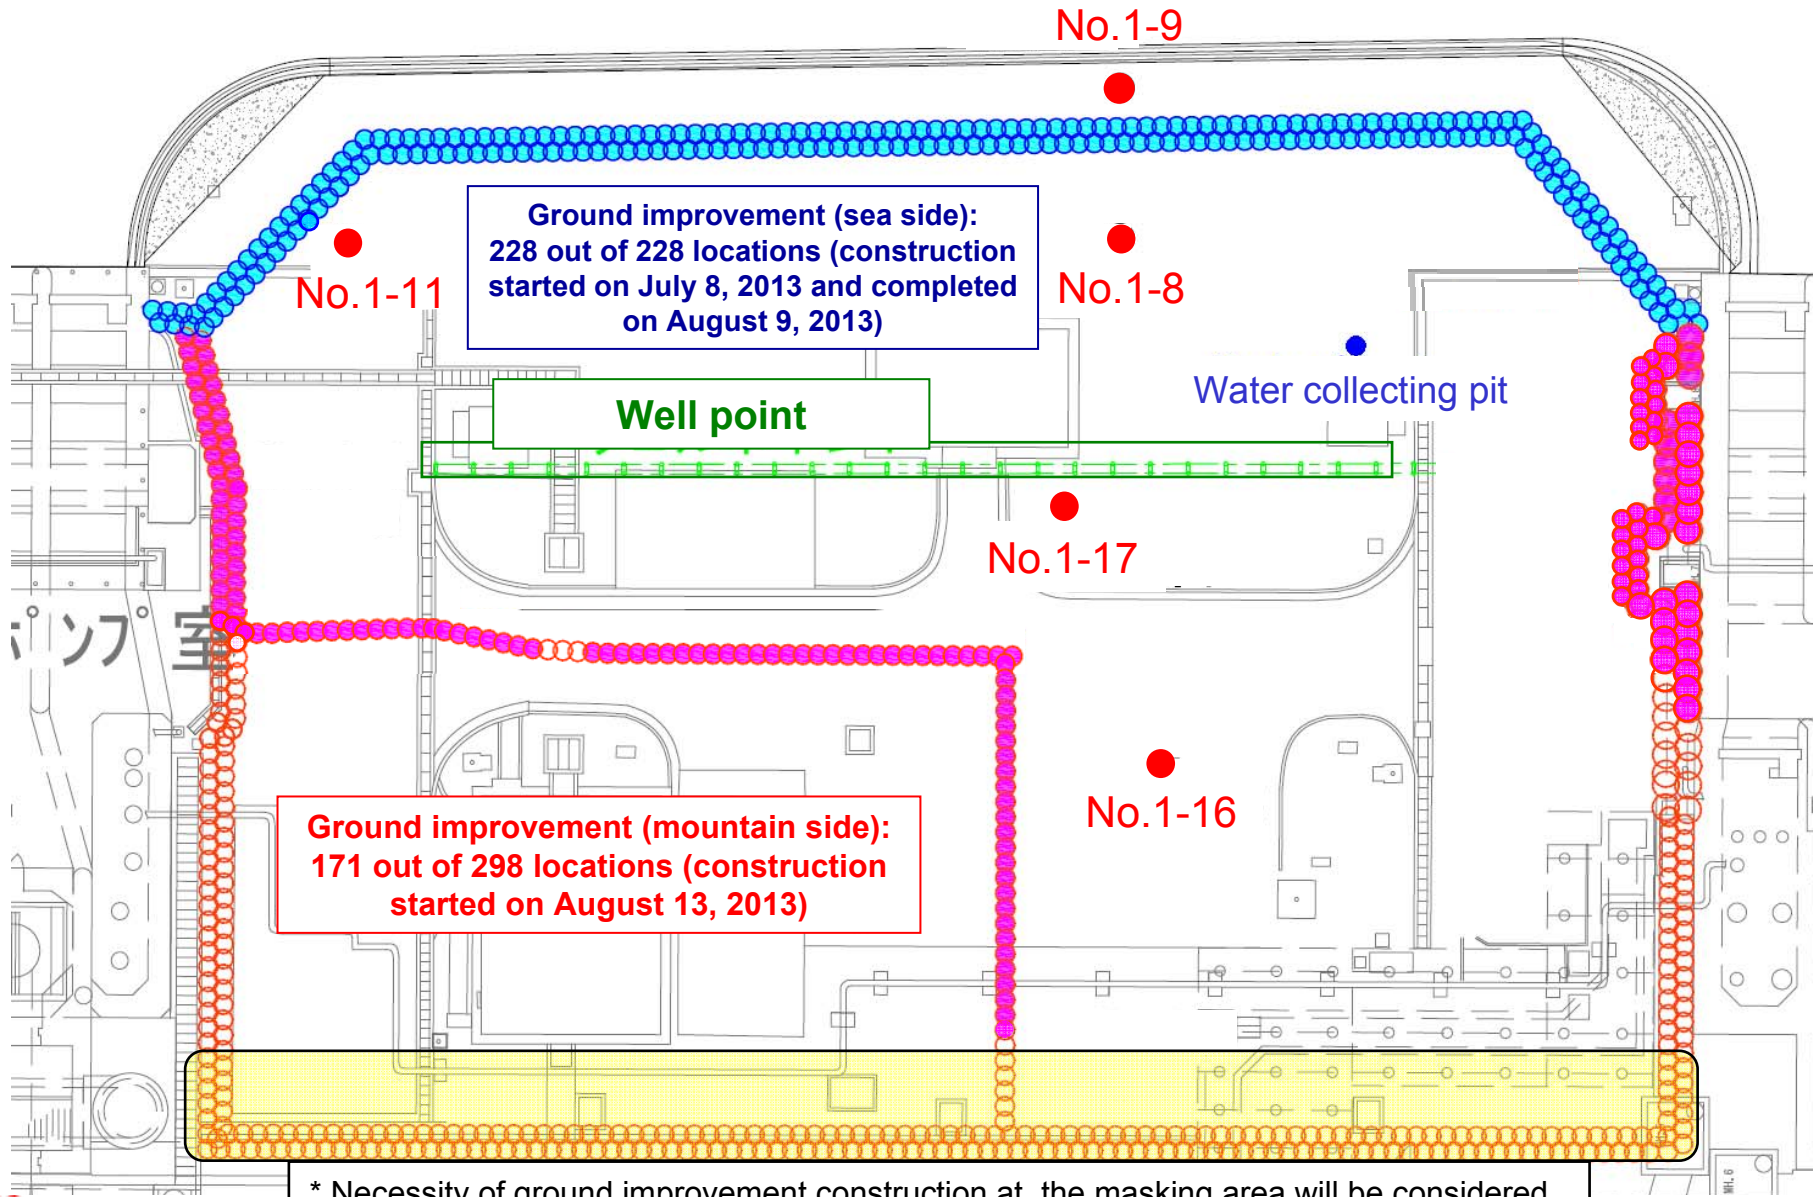 No.1-9
Ground improvement (sea side):
228 out of 228 locations (construction
started on July 8, 2013 and completed
on August 9, 2013)
No.1-11
No.1-8
Water collecting pit
Well point
No.1-17
ポンプ室
No.1-16
Ground improvement (mountain side):
171 out of 298 locations (construction
started on August 13, 2013)
* Necessity of ground improvement construction at the masking area will be considered